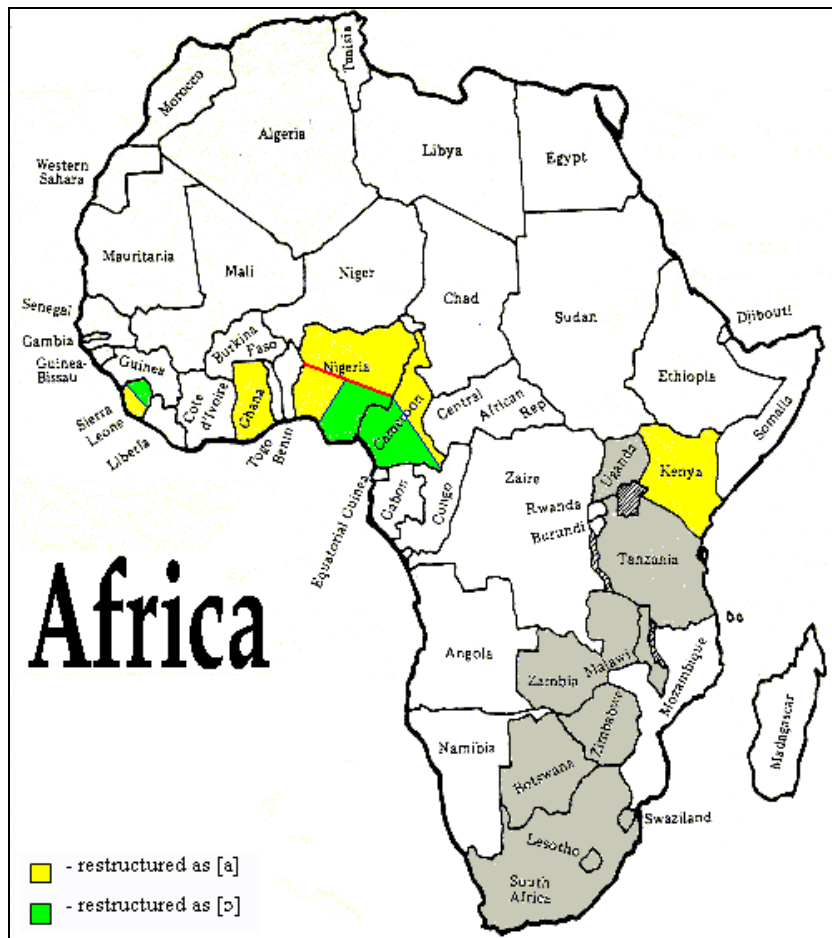 Tunisia
Morocco
Algeria
Libya
Egypt
Western
Sahara
Mauritania
Mali
Niger
Chad
Sudan
Senegal
Gambia
Guinea-
Bissau
Guinea
Burkina
Faso
Djibouti
Nigeria
Ethiopia
Somalia
Sierra
Leone
Liberia
Cote
d'Ivoire
Ghana
Togo
Benin
Cameroon
Central
African Rep
Equatorial Guinea
Gabon
Congo
Zaire
Uganda
Kenya
Rwanda
Burundi
Tanzania
Africa
Angola
Zambia
Malawi
Mozambique
Madagascar
Namibia
Zimbabwe
Botswana
Swaziland
Lesotho
South
Africa
- restructured as [a]
- restructured as [ɔ]